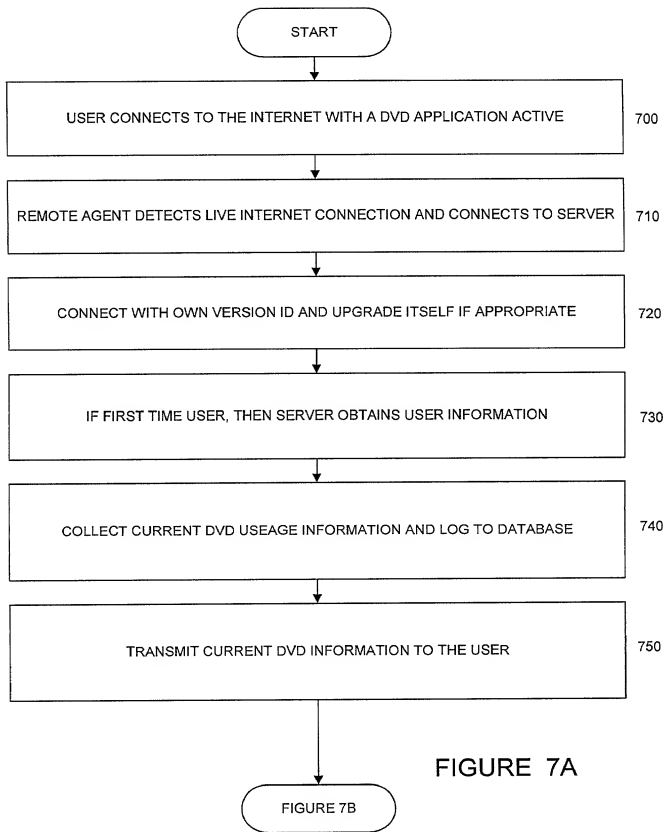 START
USER CONNECTS TO THE INTERNET WITH A DVD APPLICATION ACTIVE
700
REMOTE AGENT DETECTS LIVE INTERNET CONNECTION AND CONNECTS TO SERVER
710
CONNECT WITH OWN VERSION ID AND UPGRADE ITSELF IF APPROPRIATE
720
IF FIRST TIME USER, THEN SERVER OBTAINS USER INFORMATION
730
COLLECT CURRENT DVD USEAGE INFORMATION AND LOG TO DATABASE
740
TRANSMIT CURRENT DVD INFORMATION TO THE USER
750
FIGURE 7A
FIGURE 7B